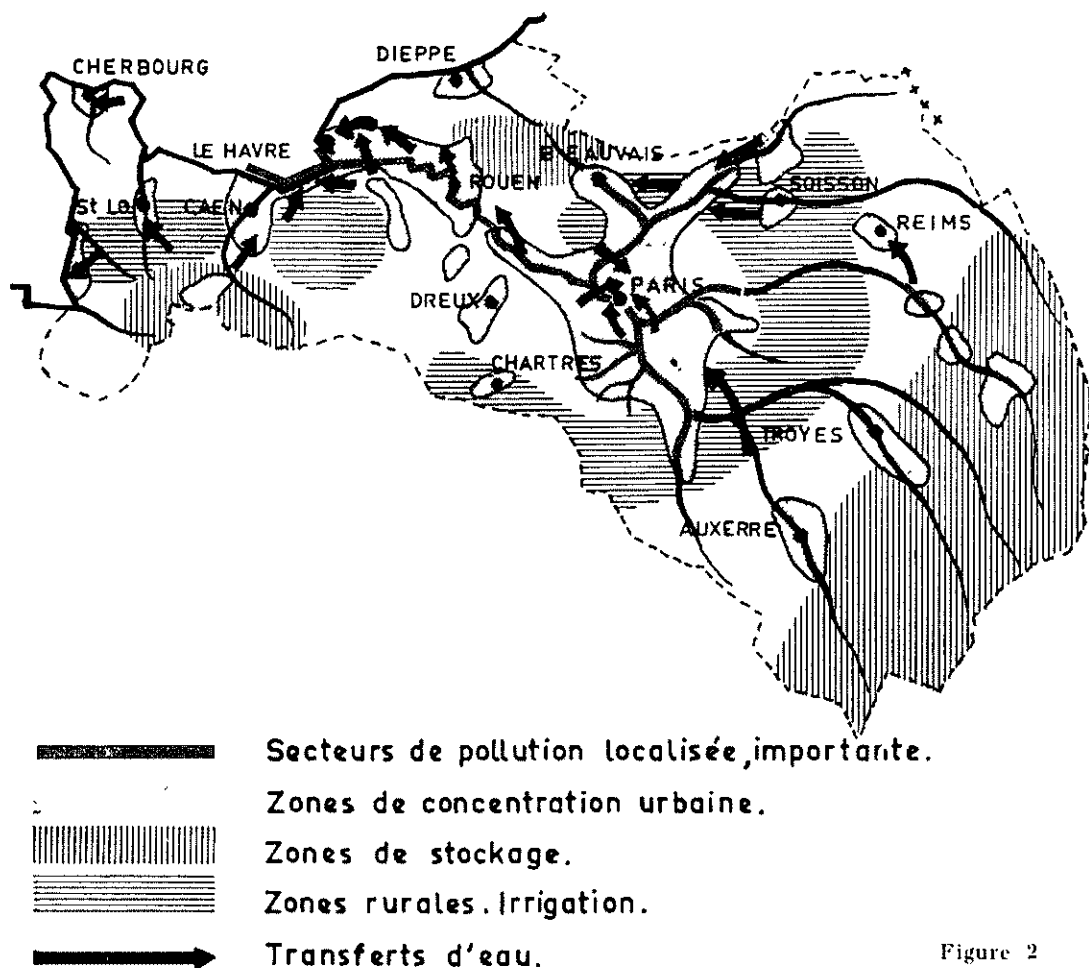 DIEPPE
CHERBOURG
LE HAVRE
BEAUVAIS
ROUEN
SOISSON
St Lo
CAEN
REIMS
PARIS
DREUX
CHARTRES
TROYES
AUXERRE
Secteurs de pollution localisée, importante.
Zones de concentration urbaine.
Zones de stockage.
Zones rurales. Irrigation.
Transferts d'eau.
Figure 2